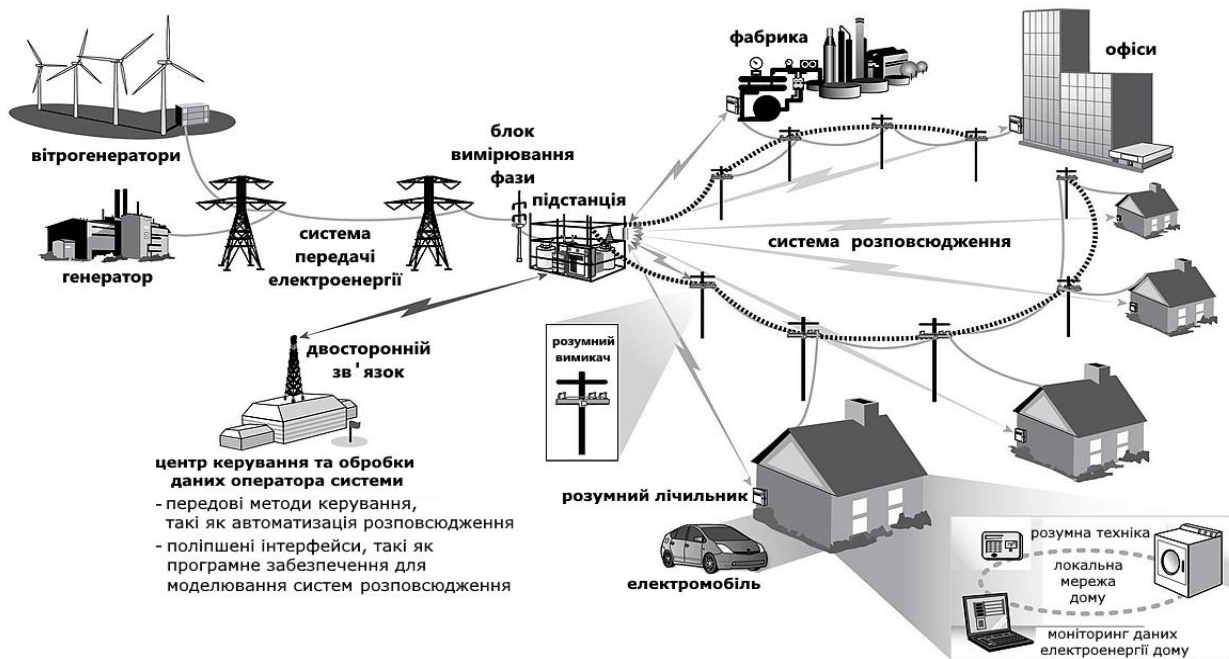 фабрика
офіси
блок
вимірювання
фази
вітрогенератори
підстанція
система
передачі
електроенергії
система розповсюдження
генератор
двосторонній
зв'язок
розумний
вимикач
центр керування та обробки
даних оператора системи
- передові методи керування,
такі як автоматизація розповсюдження
- поліпшені інтерфейси, такі як
програмне забезпечення для
моделювання систем розповсюдження
розумний лічильник
електромобіль
розумна техніка
локальна
мережа
дому
моніторинг даних
електроенергії дому